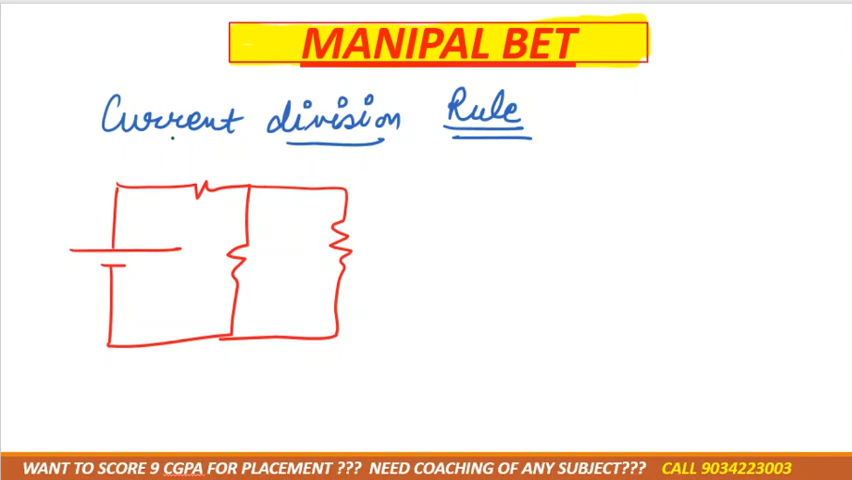 MANIPAL BET
Current division Rule
WANT TO SCORE 9 CGPA FOR PLACEMENT ??? NEED COACHING OF ANY SUBJECT??? CALL 9034223003